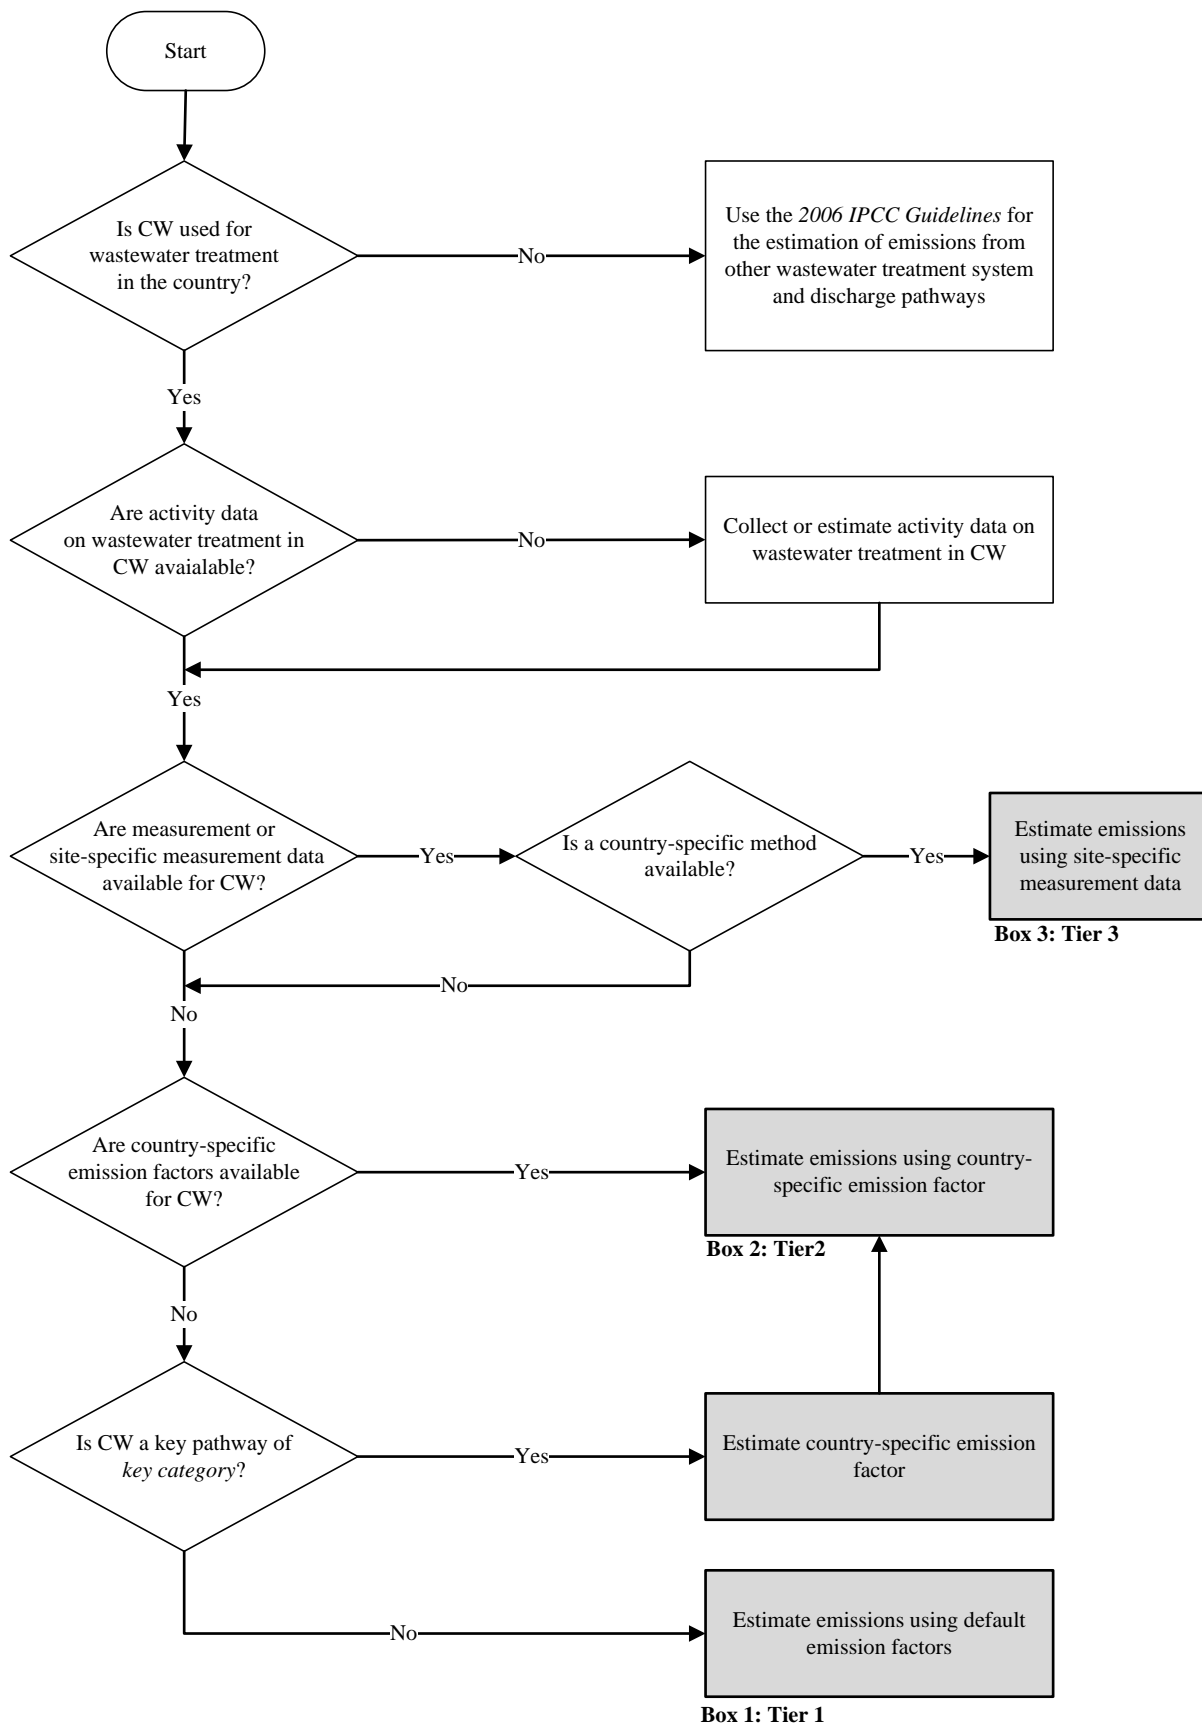 Start
Is CW used for
wastewater treatment
in the country?
No
Use the 2006 IPCC Guidelines for
the estimation of emissions from
other wastewater treatment system
and discharge pathways
Yes
Are activity data
on wastewater treatment in
CW avaialable?
No
Collect or estimate activity data on
wastewater treatment in CW
Yes
Are measurement or
site-specific measurement data
available for CW?
Yes
Is a country-specific method
available?
Yes
Estimate emissions
using site-specific
measurement data
Box 3: Tier 3
No
No
Are country-specific
emission factors available
for CW?
Yes
Estimate emissions using country-
specific emission factor
Box 2: Tier2
No
Is CW a key pathway of
key category?
Yes
Estimate country-specific emission
factor
No
Estimate emissions using default
emission factors
Box 1: Tier 1